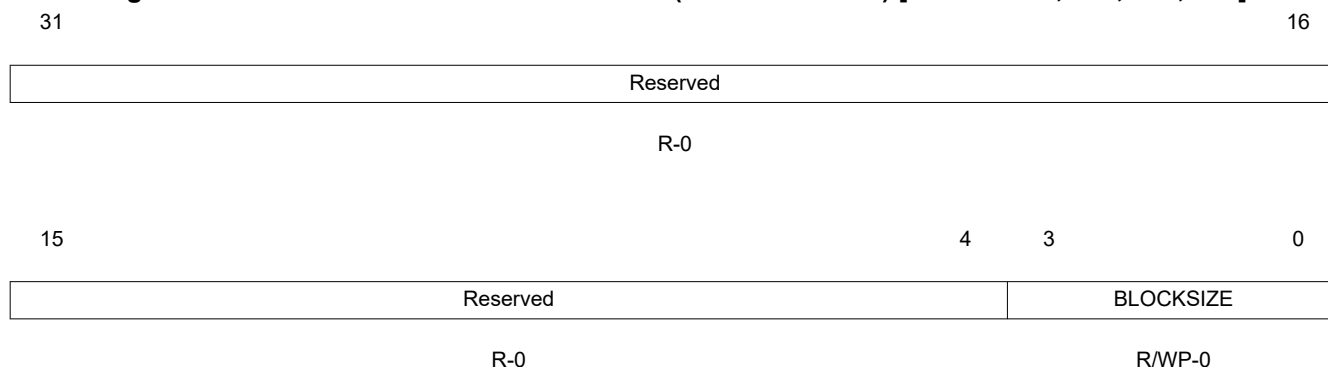 31 16
Reserved
R-0
15 4 3 0
Reserved BLOCKSIZE
R-0 R/WP-0